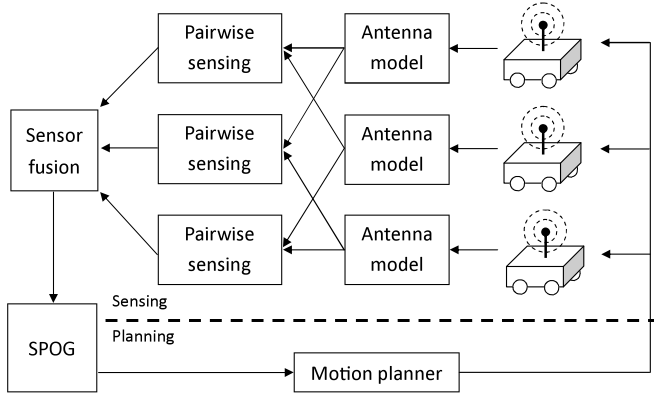 Pairwise
sensing
Antenna
model
Sensor
fusion
Pairwise
sensing
Antenna
model
Pairwise
sensing
Antenna
model
Sensing
Planning
SPOG
Motion planner